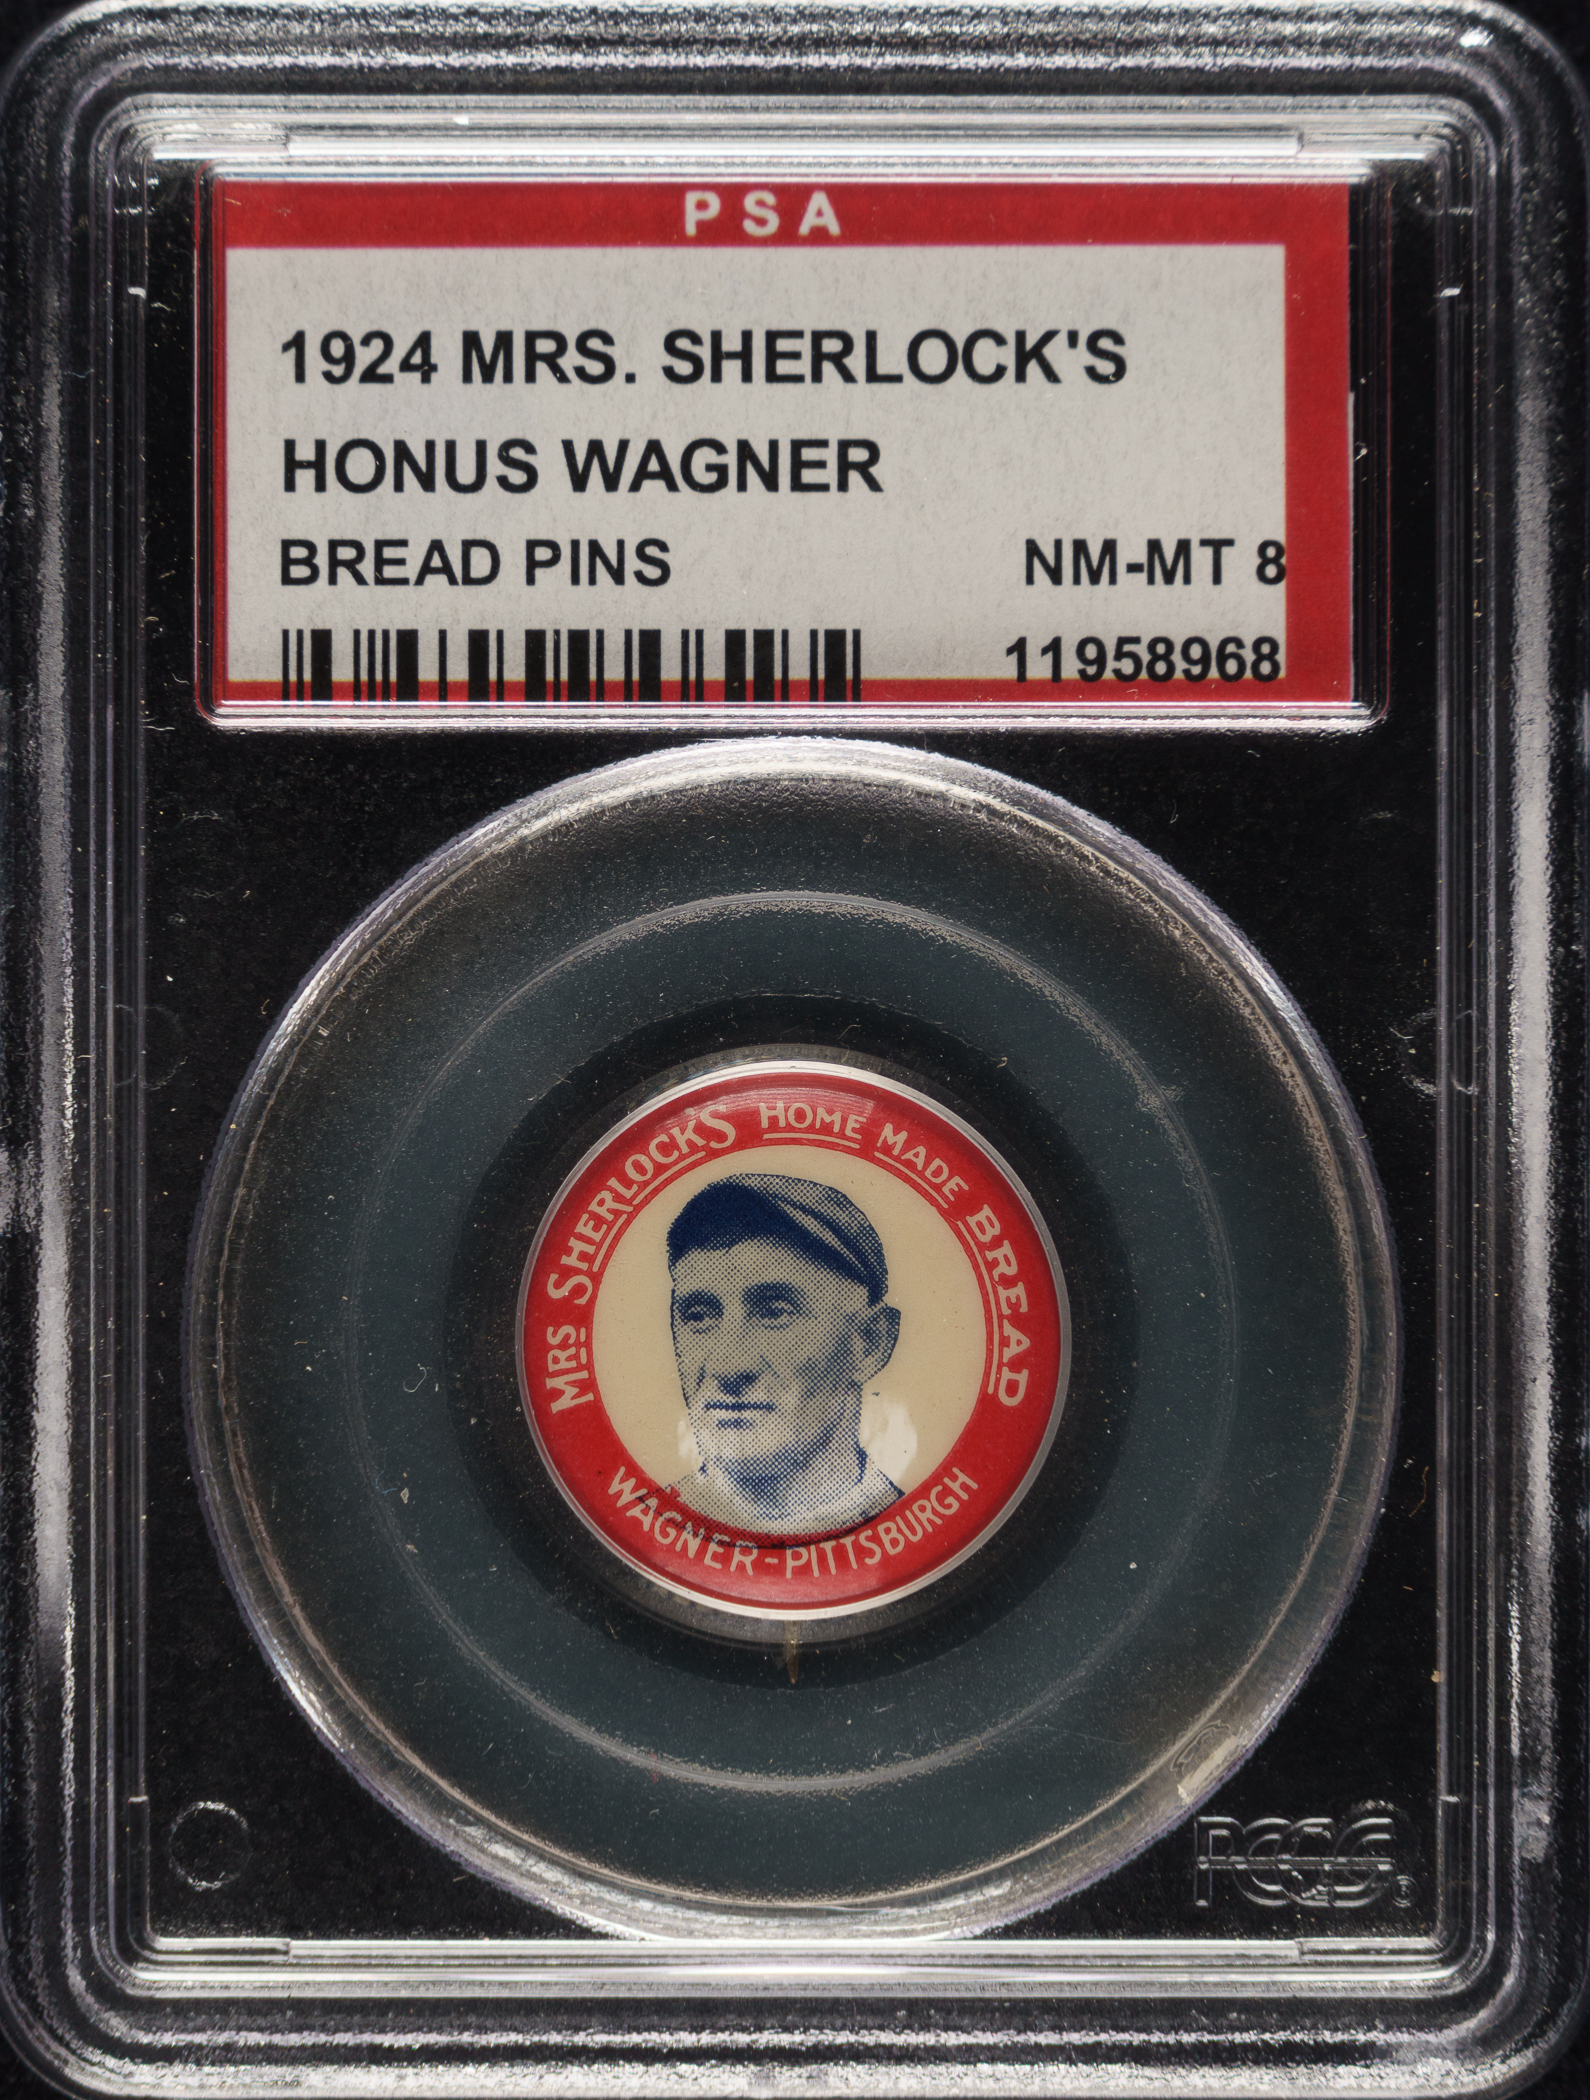 PSA
1924 MRS. SHERLOCK'S
HONUS WAGNER
BREAD PINS NM-MT 8
11958968
MRS SHERLOCK'S HOME MADE BREAD
WAGNER-PITTSBURGH
PCGS®